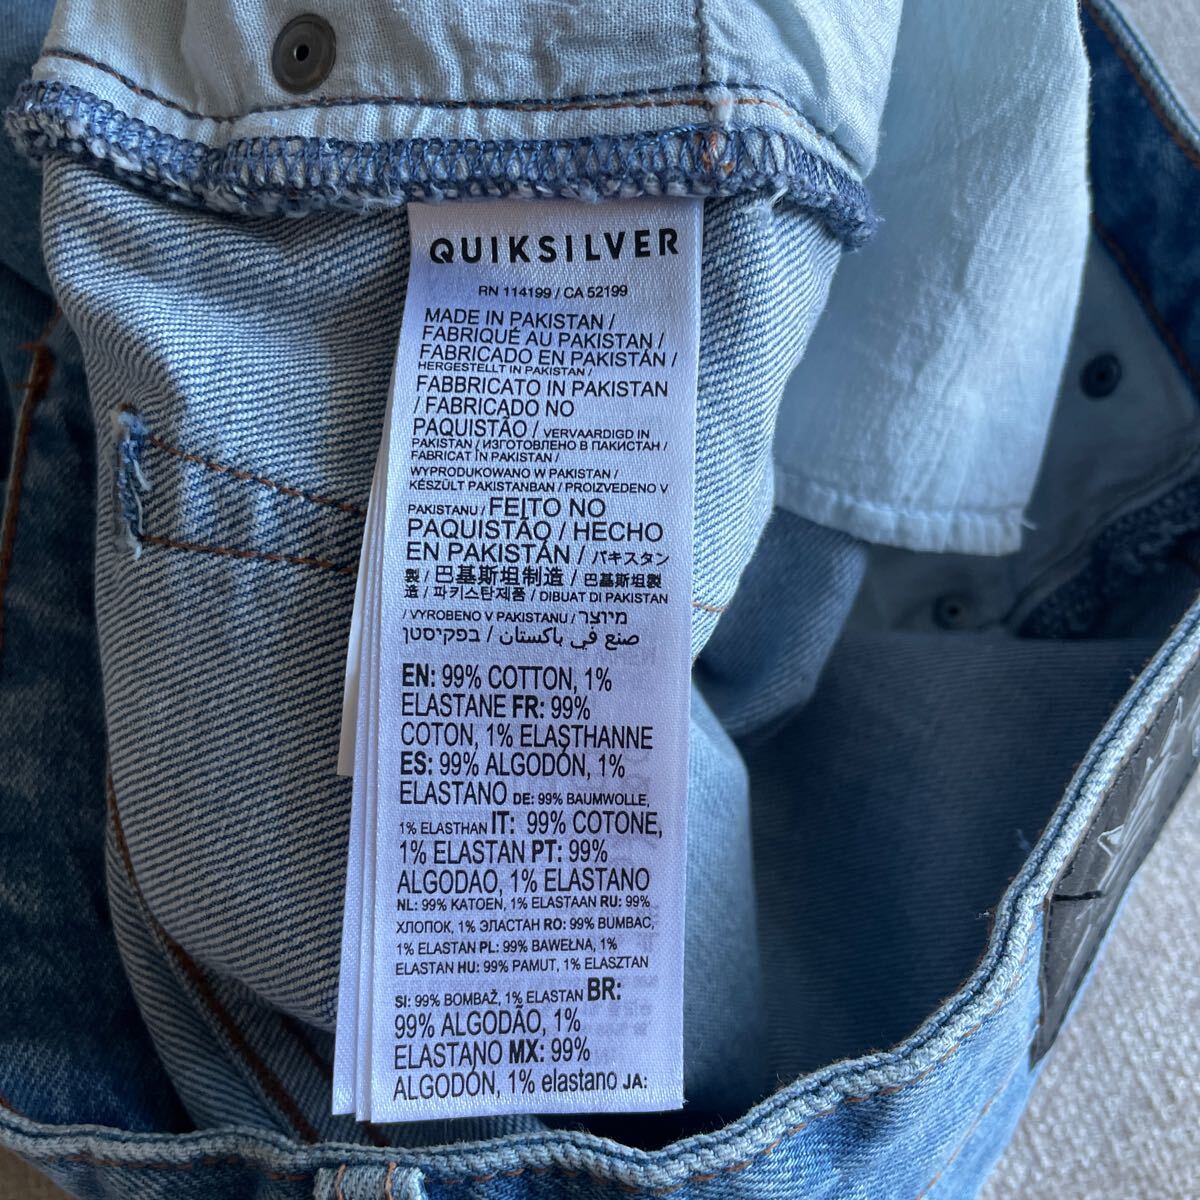 QUIKSILVER
RN 114199 / CA 52199
MADE IN PAKISTAN /
FABRIQUÉ AU PAKISTAN /
FABRICADO EN PAKISTÁN /
HERGESTELLT IN PAKISTAN /
FABBRICATO IN PAKISTAN
/ FABRICADO NO
PAQUISTÃO / VERVAARDIGD IN
PAKISTAN / ИЗГОТОВЛЕНО В ПАКИСТАН /
FABRICAT ÎN PAKISTAN /
WYPRODUKOWANO W PAKISTAN /
KÉSZÜLT PAKISTANBAN / PROIZVEDENO V
PAKISTANU / FEITO NO
PAQUISTÃO / HECHO
EN PAKISTÁN / パキスタン
製 / 巴基斯坦制造 / 巴基斯坦製
造 / 파키스탄제품 / DIBUAT DI PAKISTAN
/ VYROBENO V PAKISTANU / מיוצר
בפקיסטן / صنع في باكستان
EN: 99% COTTON, 1%
ELASTANE FR: 99%
COTON, 1% ELASTHANNE
ES: 99% ALGODÓN, 1%
ELASTANO DE: 99% BAUMWOLLE,
1% ELASTHAN IT: 99% COTONE,
1% ELASTAN PT: 99%
ALGODAO, 1% ELASTANO
NL: 99% KATOEN, 1% ELASTAAN RU: 99%
ХЛОПОК, 1% ЭЛАСТАН RO: 99% BUMBAC,
1% ELASTAN PL: 99% BAWEŁNA, 1%
ELASTAN HU: 99% PAMUT, 1% ELASZTAN
SI: 99% BOMBAŽ, 1% ELASTAN BR:
99% ALGODÃO, 1%
ELASTANO MX: 99%
ALGODÓN, 1% elastano JA: